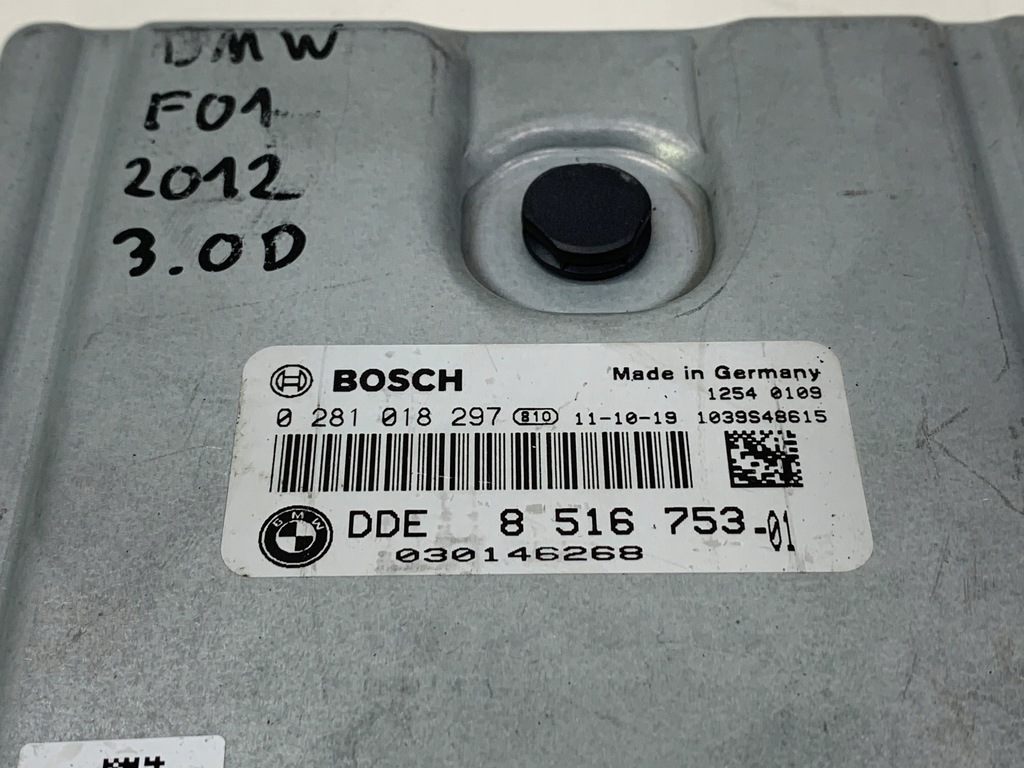 BMW
F01
2012
3.0D
BOSCH
Made in Germany
1254 0109
0 281 018 297 810 11-10-19 1039S48615
BMW DDE 8 516 753-01
030146268